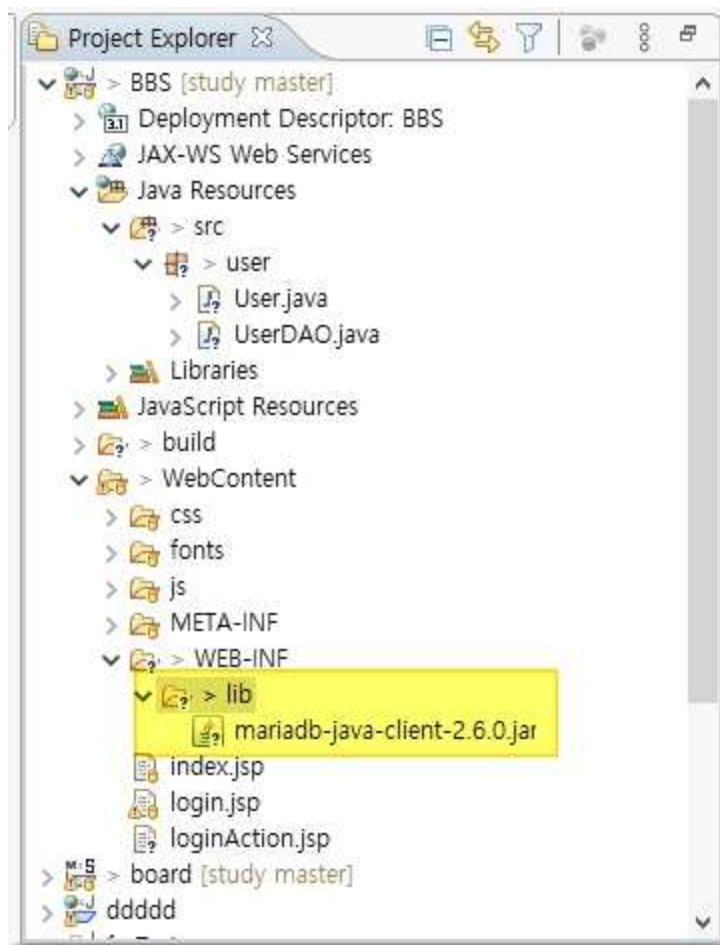 Project Explorer
> BBS [study master]
3.1 Deployment Descriptor: BBS
JAX-WS Web Services
Java Resources
> src
> user
User.java
UserDAO.java
Libraries
JavaScript Resources
> build
> WebContent
css
fonts
js
META-INF
> WEB-INF
> lib
mariadb-java-client-2.6.0.jar
index.jsp
login.jsp
loginAction.jsp
> board [study master]
ddddd